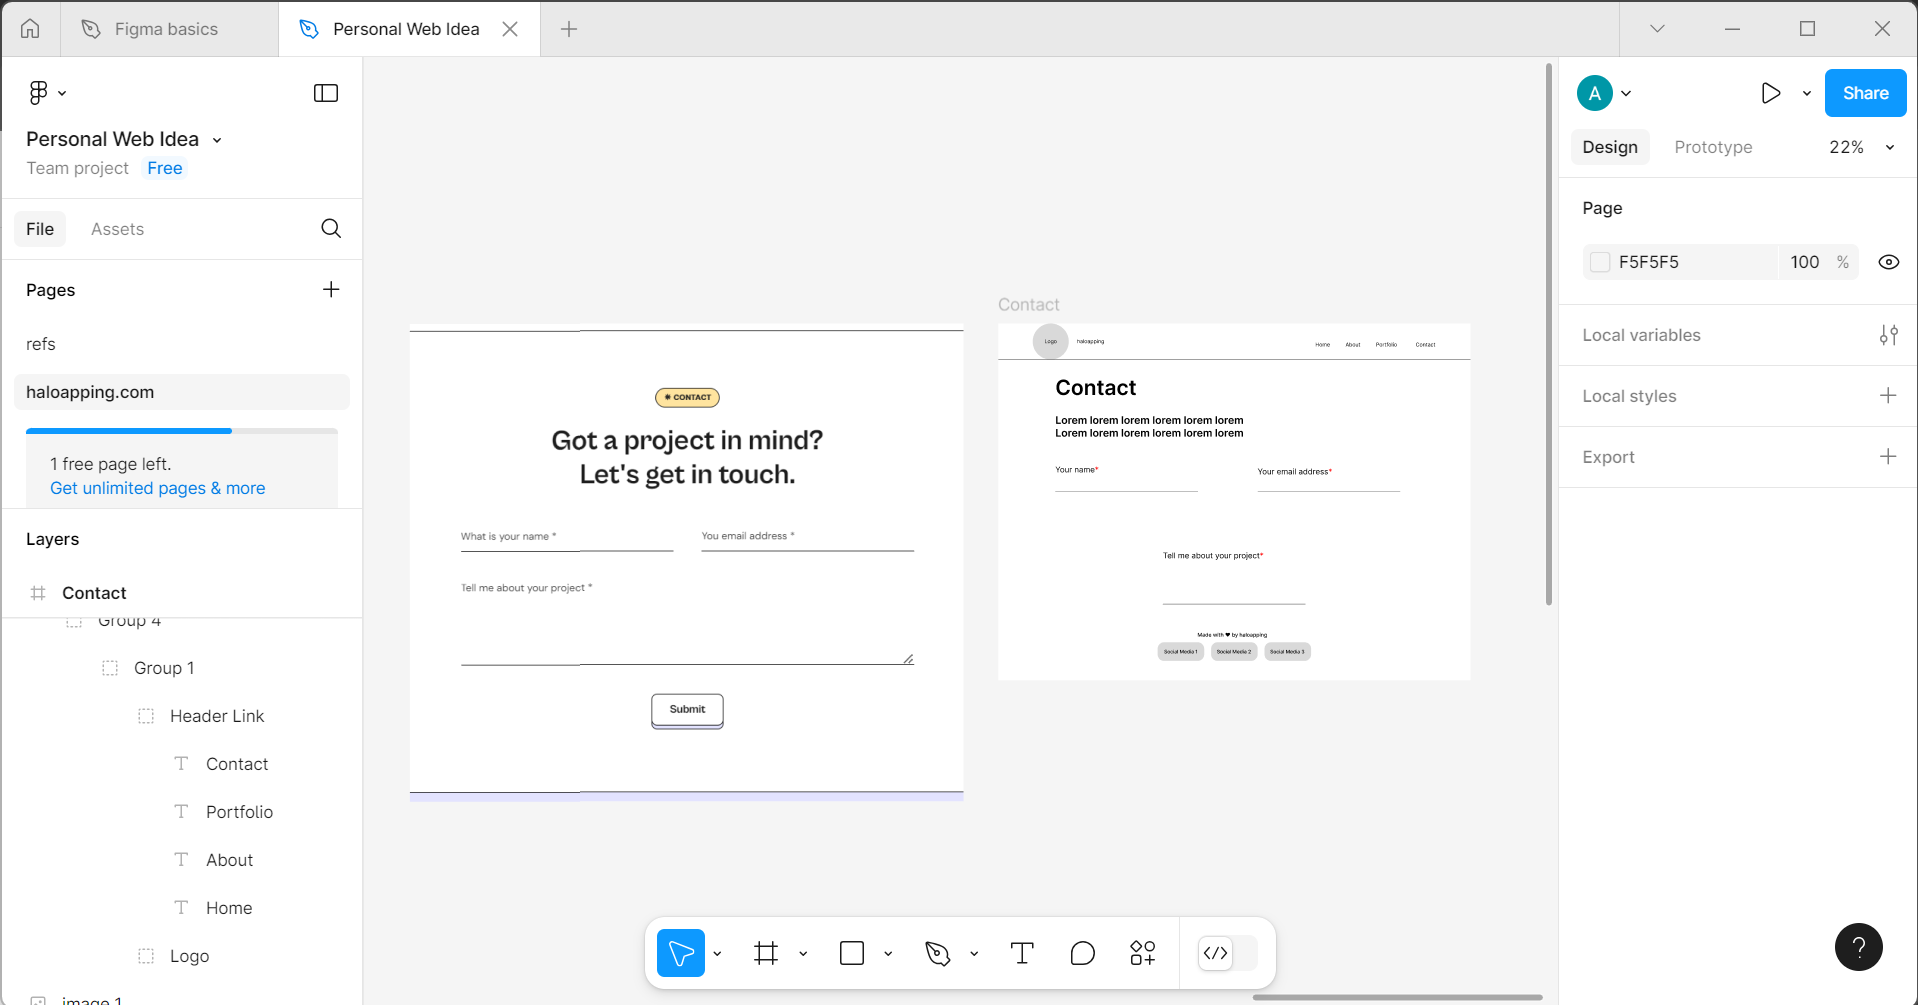 Figma basics
Personal Web Idea
Personal Web Idea
Team project Free
File Assets
Pages
refs
haloapping.com
1 free page left.
Get unlimited pages & more
Layers
Contact
Group 4
Group 1
Header Link
Contact
Portfolio
About
Home
Logo
image 1
✷ CONTACT
Got a project in mind?
Let's get in touch.
What is your name *
You email address *
Tell me about your project *
Submit
Contact
Logo haloapping
Home About Portfolio Contact
Contact
Lorem lorem lorem lorem lorem lorem
Lorem lorem lorem lorem lorem lorem
Your name*
Your email address*
Tell me about your project*
Made with ❤ by haloapping
Social Media 1 Social Media 2 Social Media 3
A
Share
Design Prototype 22%
Page
F5F5F5 100 %
Local variables
Local styles
Export
?